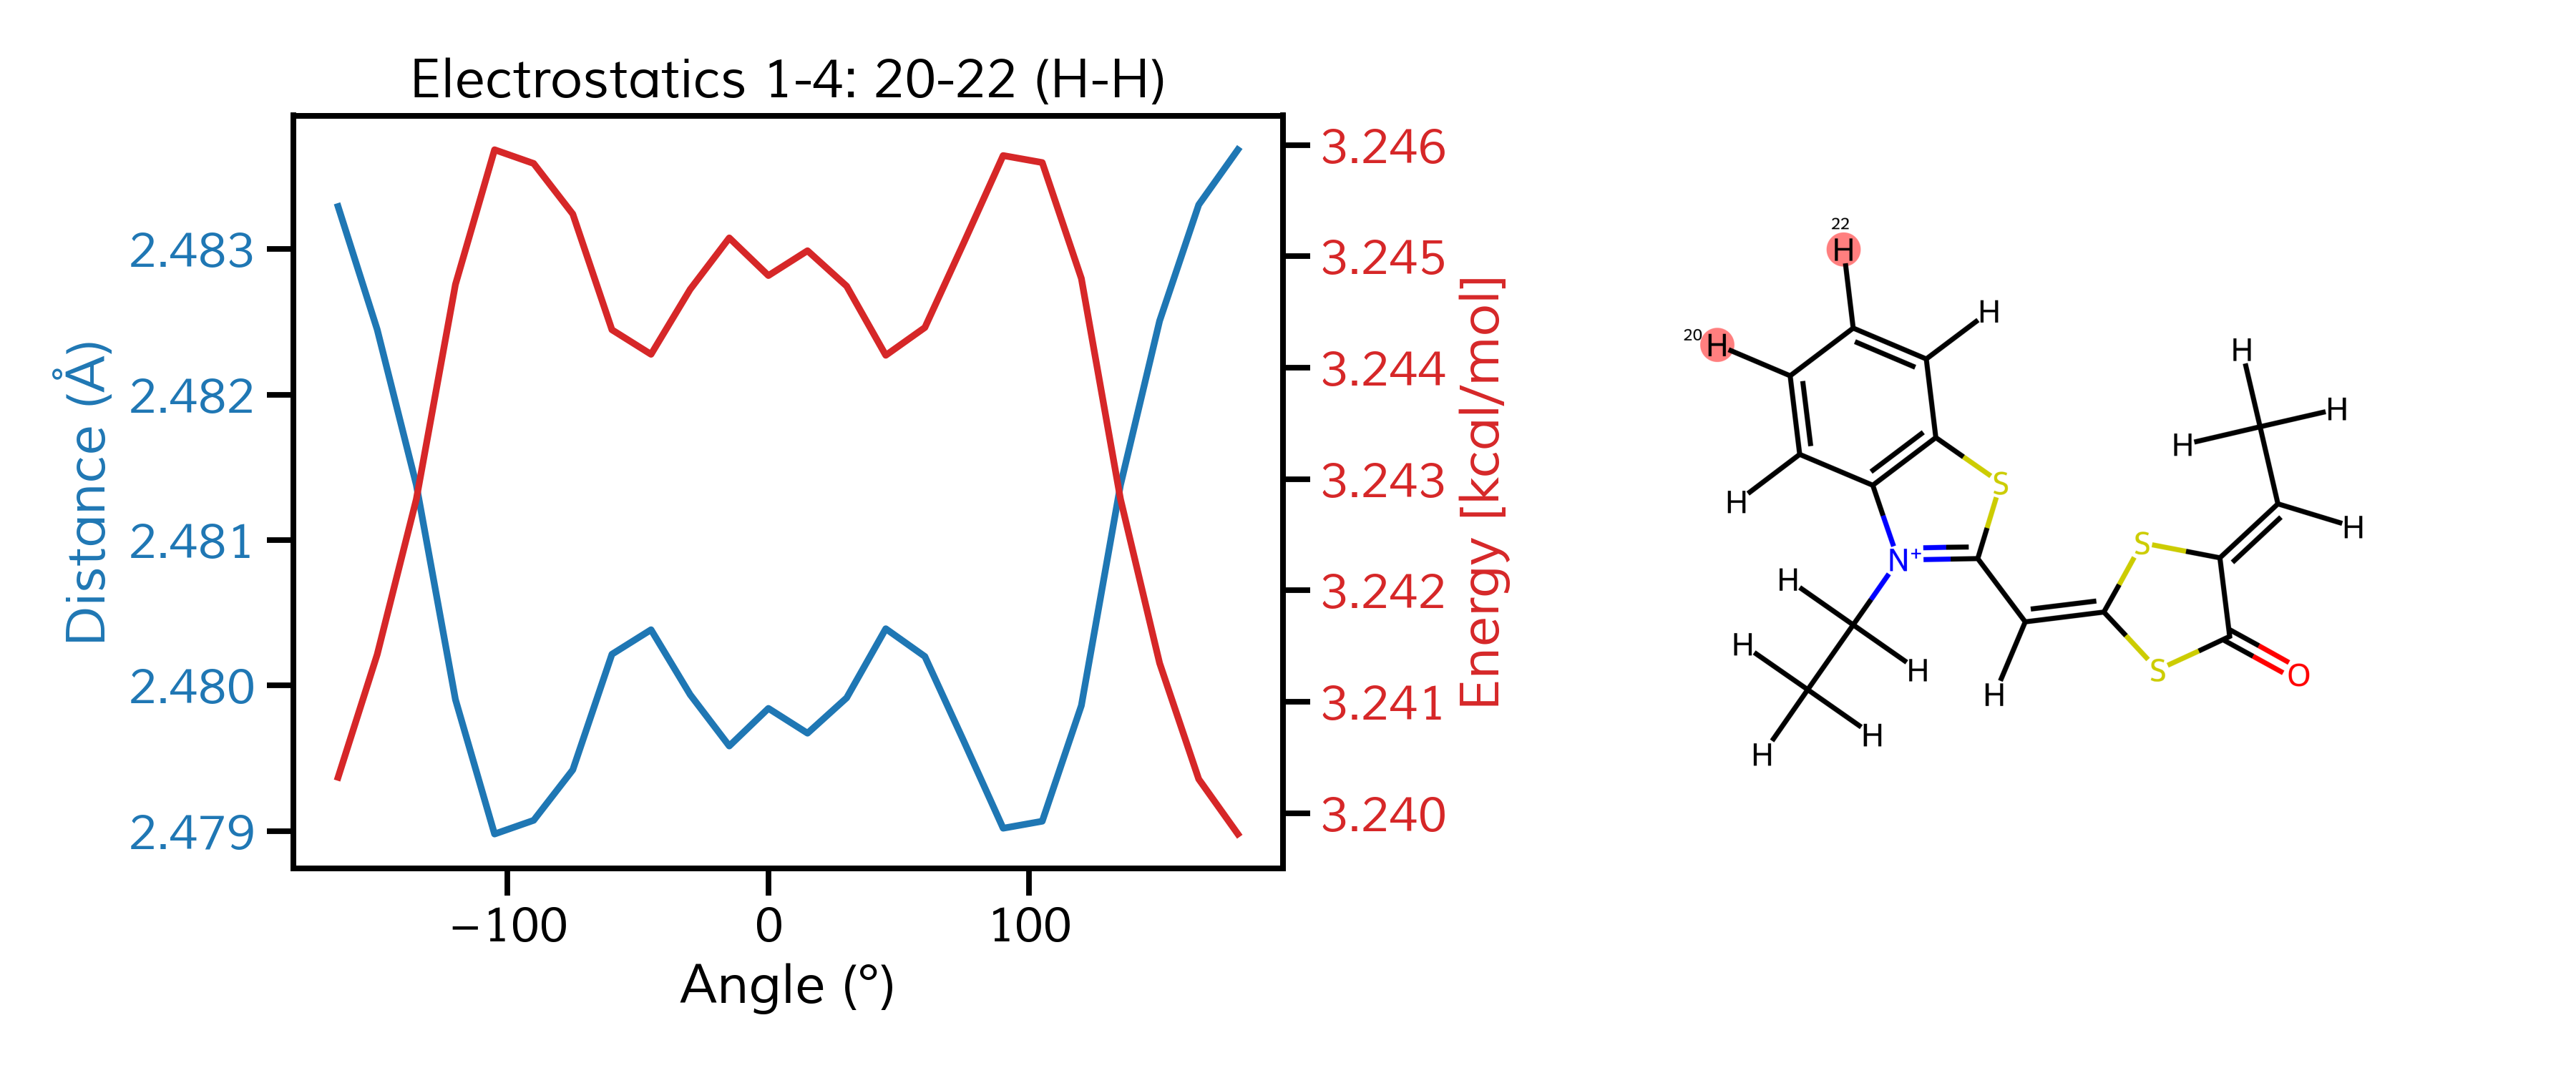 Electrostatics 1-4: 20-22 (H-H)
Distance (Å)
2.483
2.482
2.481
2.480
2.479
3.246
3.245
3.244
3.243
3.242
3.241
3.240
Energy [kcal/mol]
−100
0
100
Angle (°)
22
H
H
20
H
H
H
H
H
S
H
H
S
N⁺
H
H
H
S
O
H
H
H